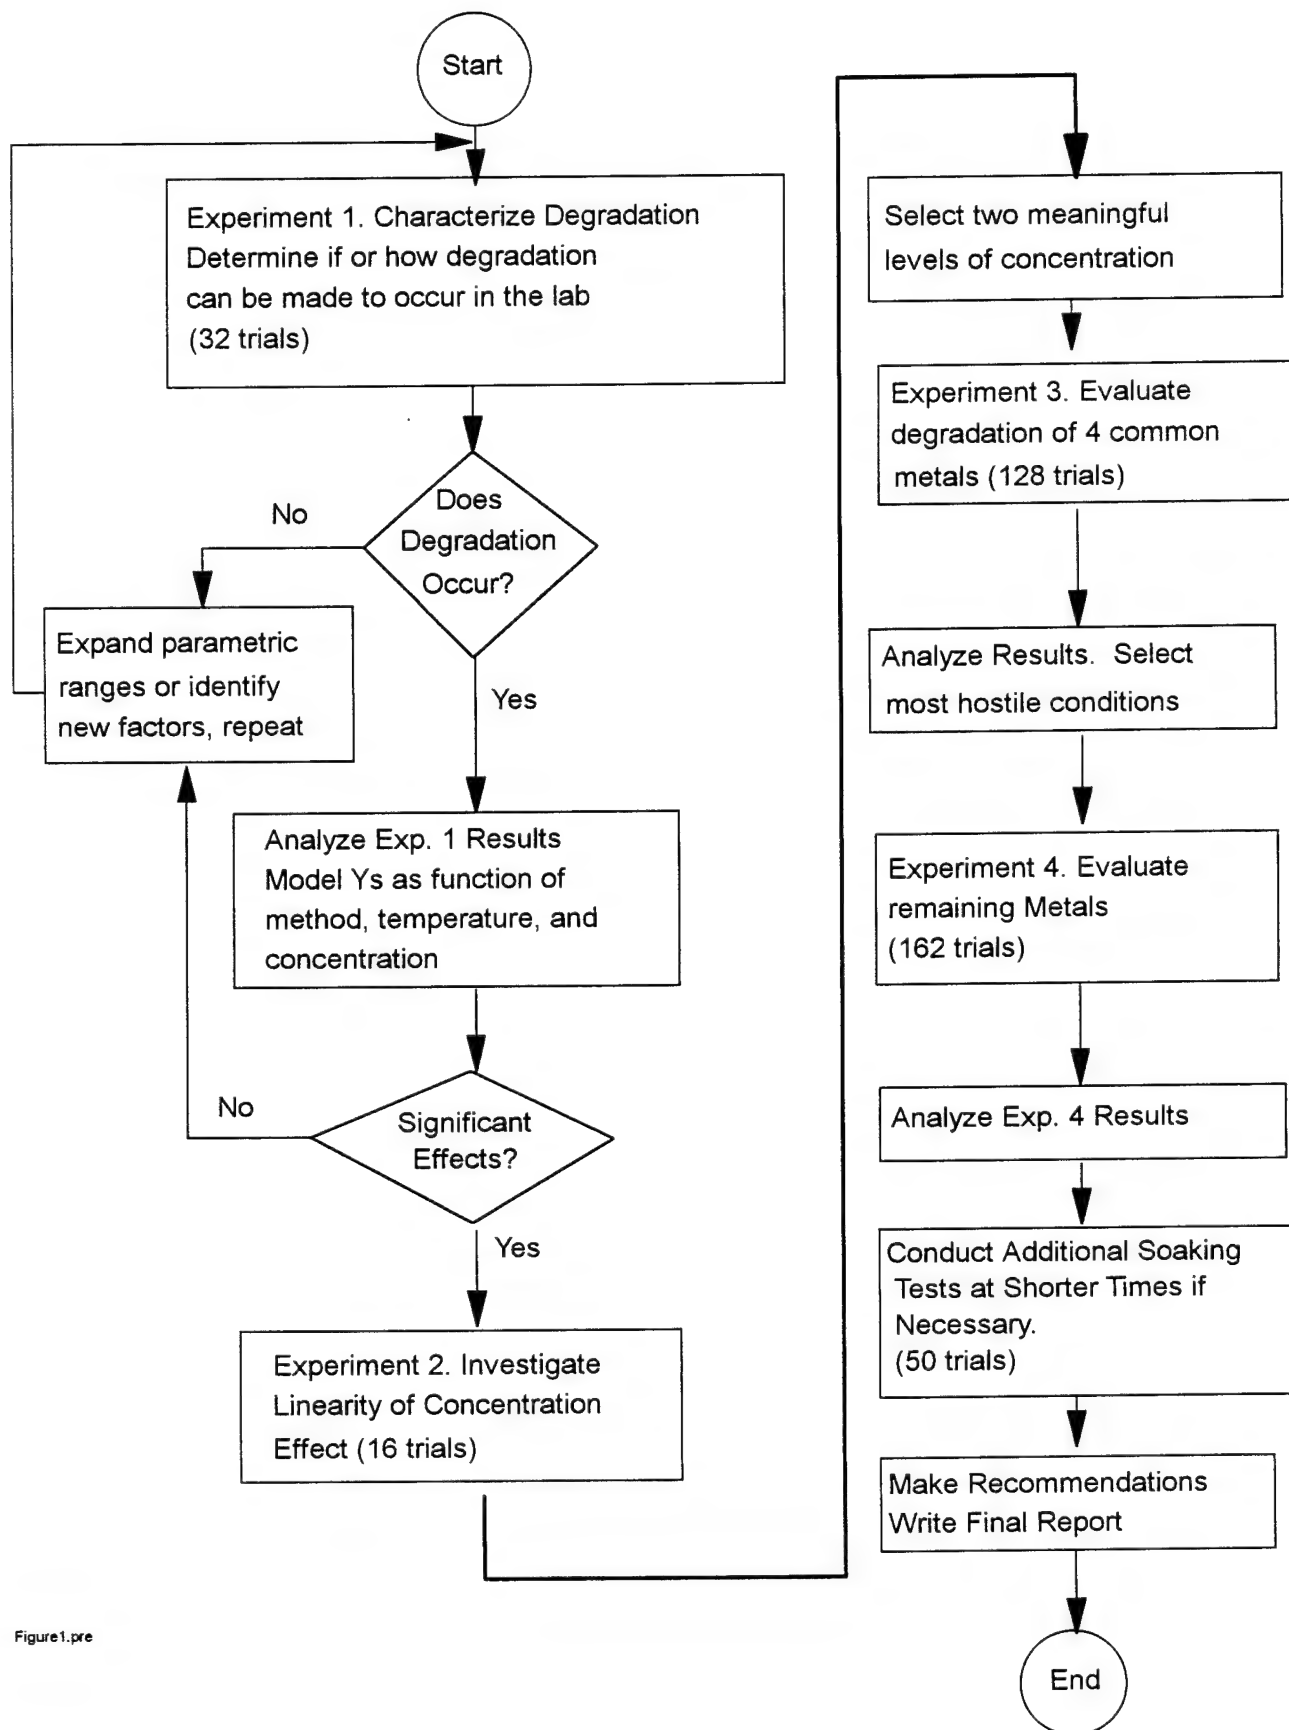 Start
Experiment 1. Characterize Degradation
Determine if or how degradation
can be made to occur in the lab
(32 trials)
Does
Degradation
Occur?
No
Yes
Expand parametric
ranges or identify
new factors, repeat
Analyze Exp. 1 Results
Model Ys as function of
method, temperature, and
concentration
Significant
Effects?
No
Yes
Experiment 2. Investigate
Linearity of Concentration
Effect (16 trials)
Select two meaningful
levels of concentration
Experiment 3. Evaluate
degradation of 4 common
metals (128 trials)
Analyze Results. Select
most hostile conditions
Experiment 4. Evaluate
remaining Metals
(162 trials)
Analyze Exp. 4 Results
Conduct Additional Soaking
Tests at Shorter Times if
Necessary.
(50 trials)
Make Recommendations
Write Final Report
End
Figure1.pre